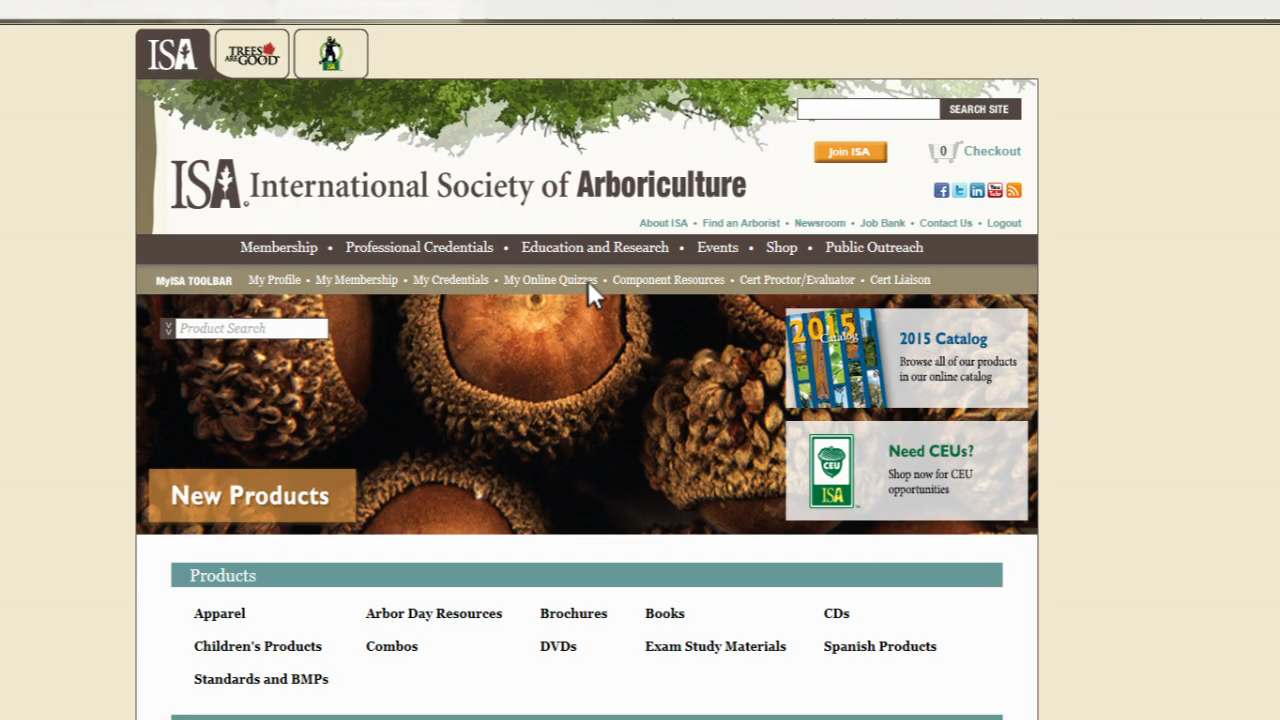 ISA
TREES ARE GOOD
SEARCH SITE
Join ISA
0 Checkout
ISA International Society of Arboriculture
About ISA • Find an Arborist • Newsroom • Job Bank • Contact Us • Logout
Membership • Professional Credentials • Education and Research • Events • Shop • Public Outreach
MyISA TOOLBAR My Profile • My Membership • My Credentials • My Online Quizzes • Component Resources • Cert Proctor/Evaluator • Cert Liaison
Product Search
2015 Catalog
2015 Catalog
Browse all of our products
in our online catalog
Need CEUs?
Shop now for CEU
opportunities
CEU
ISA
New Products
Products
Apparel Arbor Day Resources Brochures Books CDs
Children's Products Combos DVDs Exam Study Materials Spanish Products
Standards and BMPs